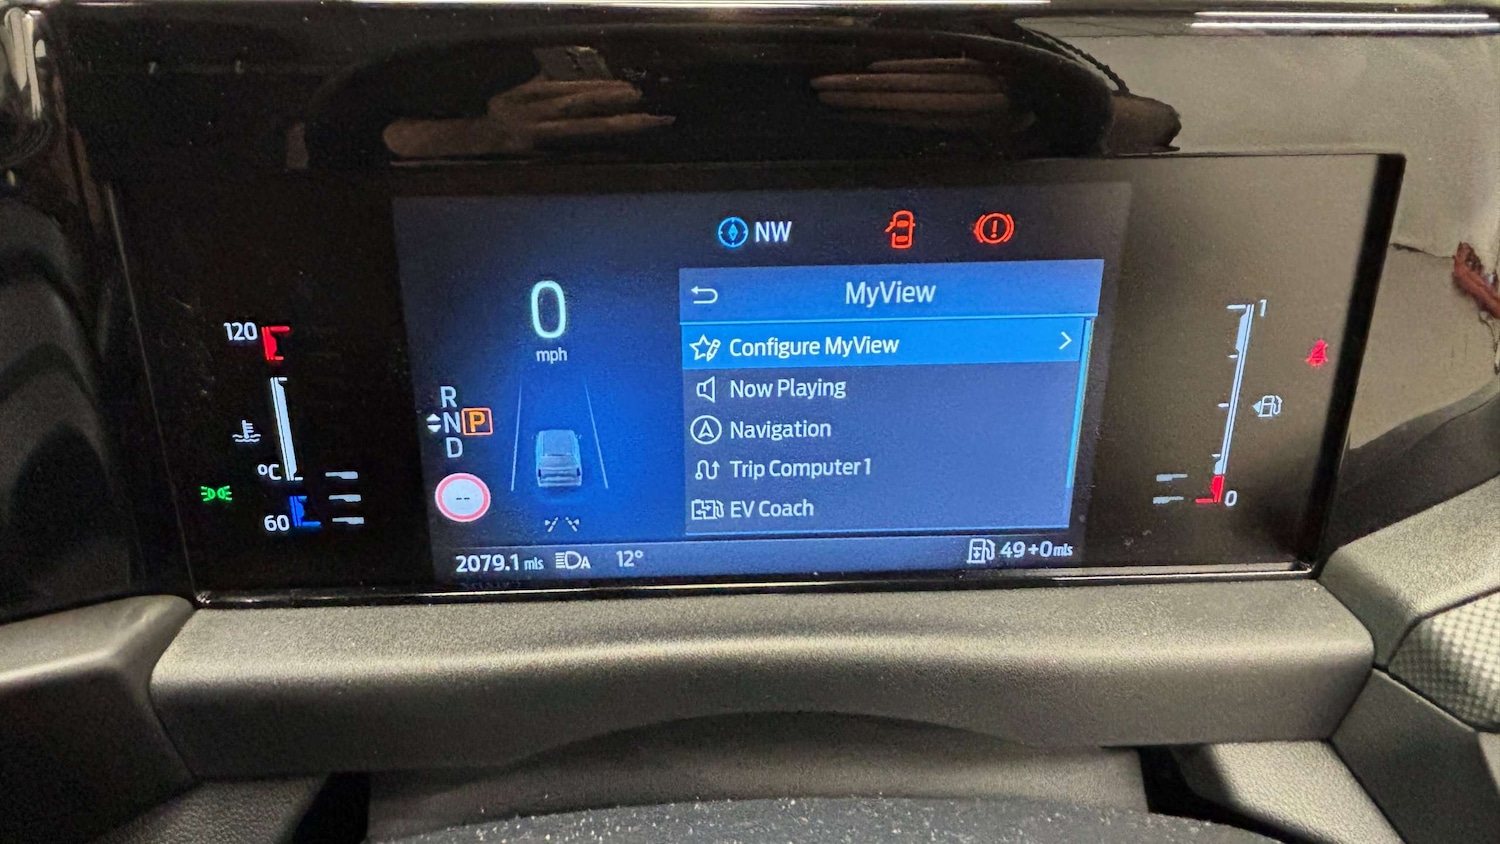 NW
0
mph
MyView
Configure MyView
Now Playing
Navigation
Trip Computer 1
EV Coach
120
°C
60
R
N P
D
--
2079.1 mls
A
12°
49+0mls
1
0